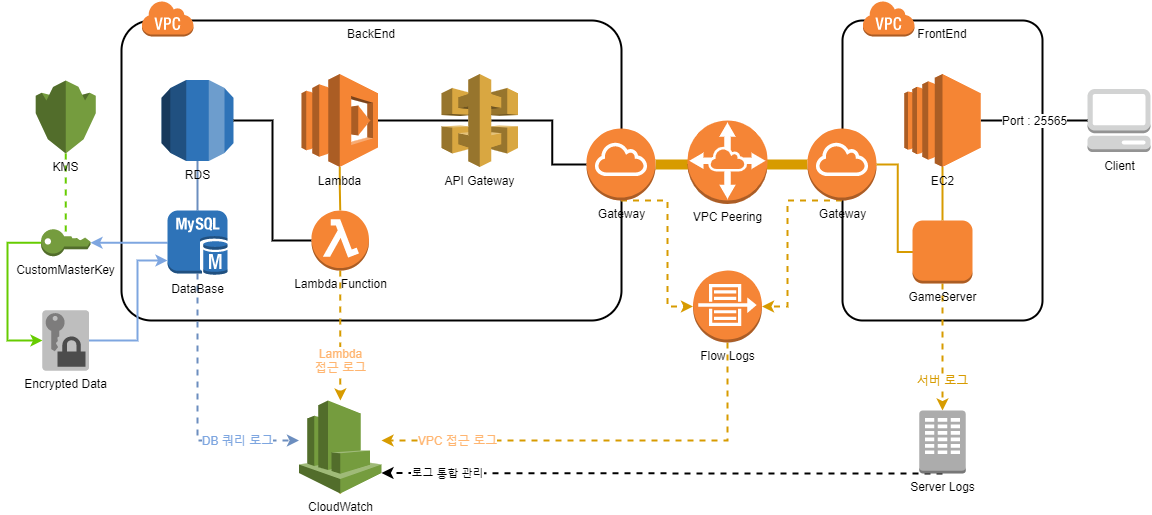 VPC
BackEnd
VPC
FrontEnd
KMS
RDS
Lambda
API Gateway
Port : 25565
Client
EC2
Gateway
VPC Peering
Gateway
MySQL
M
CustomMasterKey
DataBase
Lambda Function
GameServer
Flow Logs
Encrypted Data
Lambda
접근 로그
서버 로그
DB 쿼리 로그
VPC 접근 로그
로그 통합 관리
Server Logs
CloudWatch